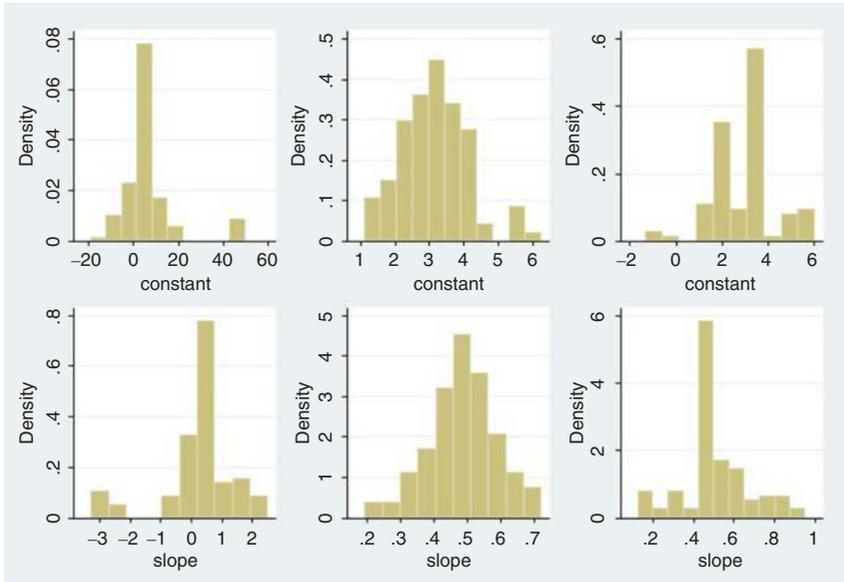 Density
.08
.06
.04
.02
0
−20 0 20 40 60
constant
Density
.5
.4
.3
.2
.1
0
1 2 3 4 5 6
constant
Density
.6
.4
.2
0
−2 0 2 4 6
constant
Density
.8
.6
.4
.2
0
−3 −2 −1 0 1 2
slope
Density
5
4
3
2
1
0
.2 .3 .4 .5 .6 .7
slope
Density
6
4
2
0
.2 .4 .6 .8 1
slope